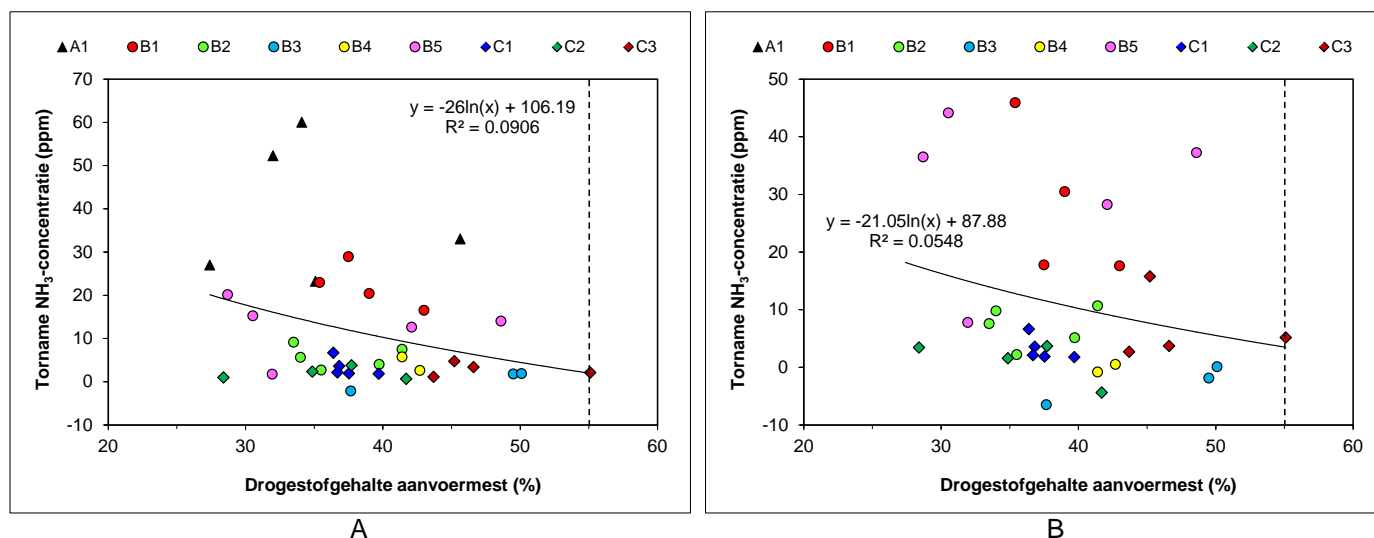 A1 B1 B2 B3 B4 B5 C1 C2 C3
70
60
50
40
30
20
10
0
-10
y = -26ln(x) + 106.19
R² = 0.0906
20 30 40 50 60
Torname NH₃-concentratie (ppm)
Drogestofgehalte aanvoermest (%)
A
A1 B1 B2 B3 B4 B5 C1 C2 C3
50
40
30
20
10
0
-10
y = -21.05ln(x) + 87.88
R² = 0.0548
20 30 40 50 60
Torname NH₃-concentratie (ppm)
Drogestofgehalte aanvoermest (%)
B